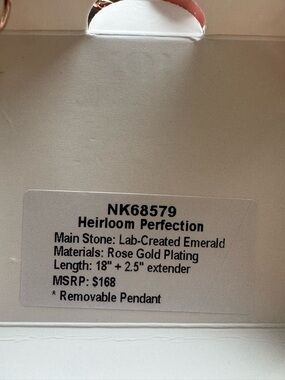 NK68579
Heirloom Perfection
Main Stone: Lab-Created Emerald
Materials: Rose Gold Plating
Length: 18" + 2.5" extender
MSRP: $168
* Removable Pendant